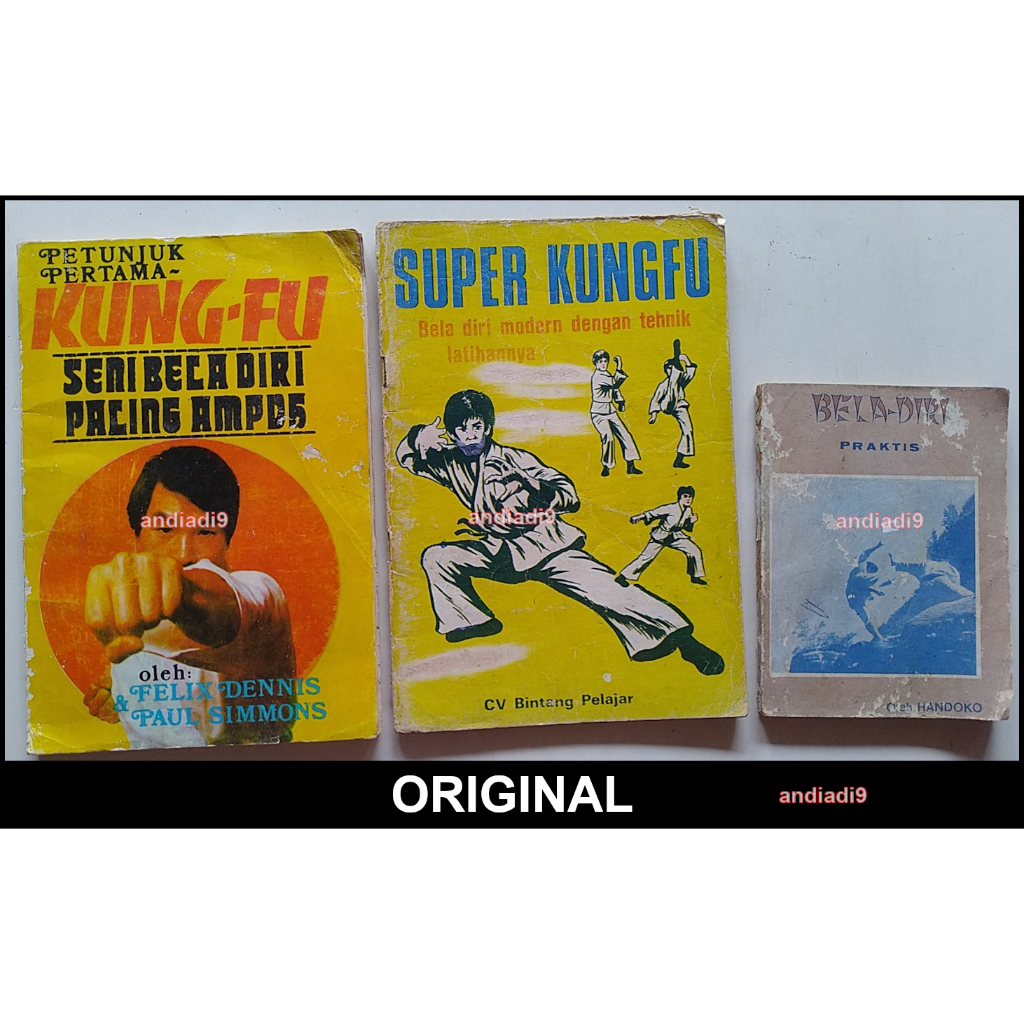 PETUNJUK
PERTAMA~
KUNG-FU
SENI BELA DIRI
PALING AMPUS
oleh:
FELIX DENNIS
& PAUL SIMMONS
andiadi9
SUPER KUNGFU
Bela diri modern dengan tehnik
latihannya
andiadi9
CV Bintang Pelajar
BELA-DIRI
PRAKTIS
andiadi9
Oleh: HANDOKO
ORIGINAL
andiadi9